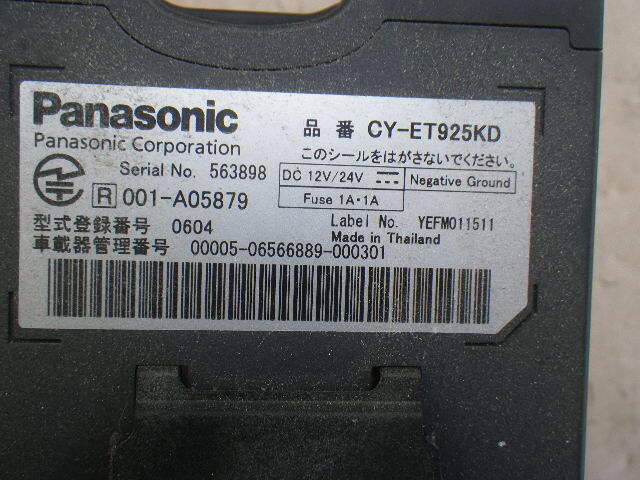 Panasonic
Panasonic Corporation
品番 CY-ET925KD
このシールをはがさないでください。
Serial No. 563898
DC 12V/24V ⎓ Negative Ground
Fuse 1A・1A
R 001-A05879
Label No. YEFM011511
Made in Thailand
型式登録番号 0604
車載器管理番号 00005-06566889-000301